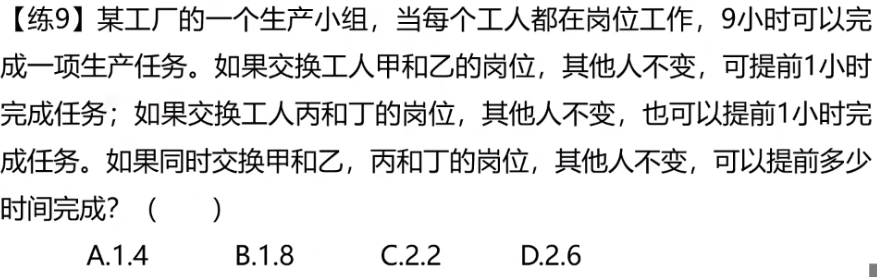 【练9】某工厂的一个生产小组，当每个工人都在岗位工作，9小时可以完
成一项生产任务。如果交换工人甲和乙的岗位，其他人不变，可提前1小时
完成任务；如果交换工人丙和丁的岗位，其他人不变，也可以提前1小时完
成任务。如果同时交换甲和乙，丙和丁的岗位，其他人不变，可以提前多少
时间完成？（　　）
A.1.4　　B.1.8　　C.2.2　　D.2.6